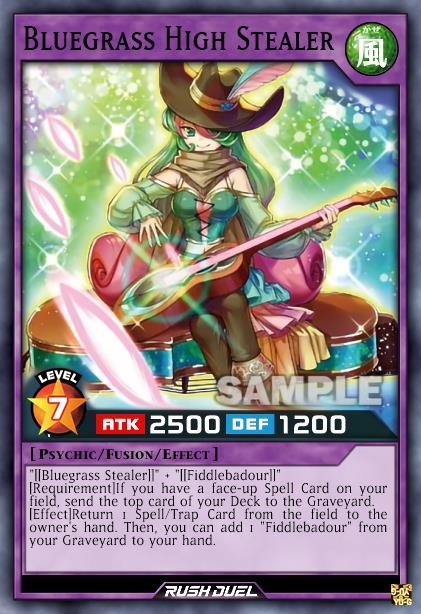 Bluegrass High Stealer
かぜ
風
SAMPLE
LEVEL
7
ATK 2500 DEF 1200
[ Psychic/Fusion/Effect ]
"[[Bluegrass Stealer]]" + "[[Fiddlebadour]]"
[Requirement]If you have a face-up Spell Card on your
field, send the top card of your Deck to the Graveyard.
[Effect]Return 1 Spell/Trap Card from the field to the
owner's hand. Then, you can add 1 "Fiddlebadour" from
your Graveyard to your hand.
RUSH DUEL